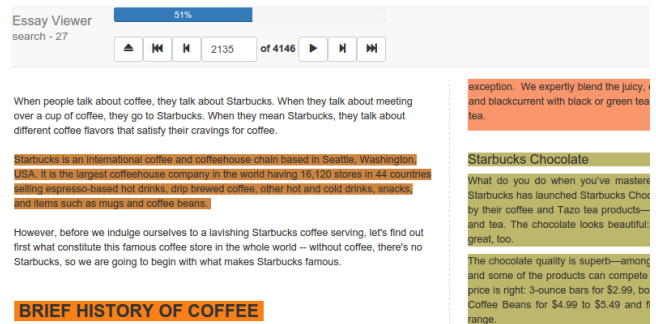 Essay Viewer
search - 27
51%
2135
of 4146
When people talk about coffee, they talk about Starbucks. When they talk about meeting
over a cup of coffee, they go to Starbucks. When they mean Starbucks, they talk about
different coffee flavors that satisfy their cravings for coffee.
Starbucks is an international coffee and coffeehouse chain based in Seattle, Washington,
USA. It is the largest coffeehouse company in the world having 16,120 stores in 44 countries
selling espresso-based hot drinks, drip brewed coffee, other hot and cold drinks, snacks,
and items such as mugs and coffee beans.
However, before we indulge ourselves to a lavishing Starbucks coffee serving, let's find out
first what constitute this famous coffee store in the whole world -- without coffee, there's no
Starbucks, so we are going to begin with what makes Starbucks famous.
BRIEF HISTORY OF COFFEE
exception. We expertly blend the juicy,
and blackcurrant with black or green tea
tea.
Starbucks Chocolate
What do you do when you've mastere
Starbucks has launched Starbucks Choc
by their coffee and Tazo tea products—
and tea. The chocolate looks beautiful:
great, too.
The chocolate quality is superb—among
and some of the products can compete
price is right: 3-ounce bars for $2.99, bo
Coffee Beans for $4.99 to $5.49 and f
range.